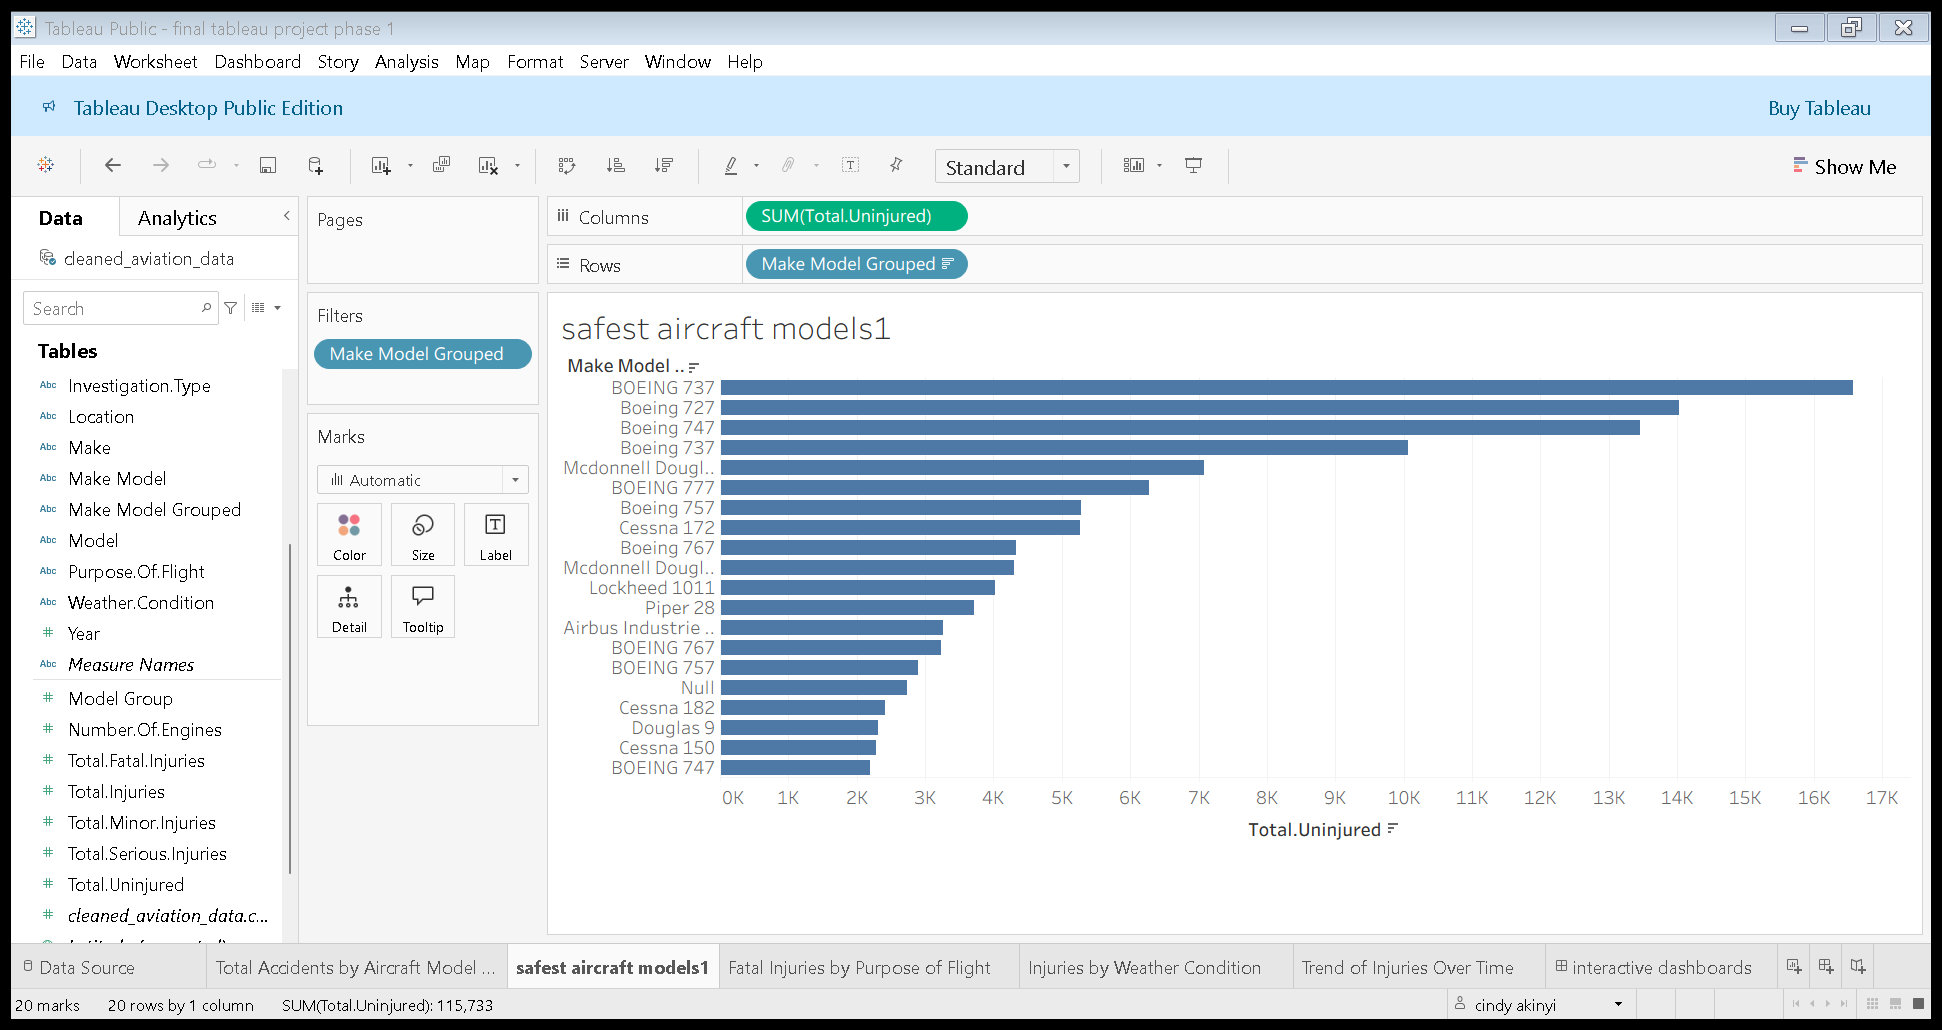 Tableau Public - final tableau project phase 1
File Data Worksheet Dashboard Story Analysis Map Format Server Window Help
Tableau Desktop Public Edition
Buy Tableau
Standard
Show Me
Data
Analytics
cleaned_aviation_data
Search
Tables
Abc Investigation.Type
Abc Location
Abc Make
Abc Make Model
Abc Make Model Grouped
Abc Model
Abc Purpose.Of.Flight
Abc Weather.Condition
# Year
Abc Measure Names
# Model Group
# Number.Of.Engines
# Total.Fatal.Injuries
# Total.Injuries
# Total.Minor.Injuries
# Total.Serious.Injuries
# Total.Uninjured
# cleaned_aviation_data.c...
Pages
Filters
Make Model Grouped
Marks
Automatic
Color
Size
Label
Detail
Tooltip
Columns
SUM(Total.Uninjured)
Rows
Make Model Grouped
safest aircraft models1
Make Model ..
BOEING 737
Boeing 727
Boeing 747
Boeing 737
Mcdonnell Dougl..
BOEING 777
Boeing 757
Cessna 172
Boeing 767
Mcdonnell Dougl..
Lockheed 1011
Piper 28
Airbus Industrie ..
BOEING 767
BOEING 757
Null
Cessna 182
Douglas 9
Cessna 150
BOEING 747
0K 1K 2K 3K 4K 5K 6K 7K 8K 9K 10K 11K 12K 13K 14K 15K 16K 17K
Total.Uninjured
Data Source
Total Accidents by Aircraft Model ...
safest aircraft models1
Fatal Injuries by Purpose of Flight
Injuries by Weather Condition
Trend of Injuries Over Time
interactive dashboards
20 marks
20 rows by 1 column
SUM(Total.Uninjured): 115,733
cindy akinyi